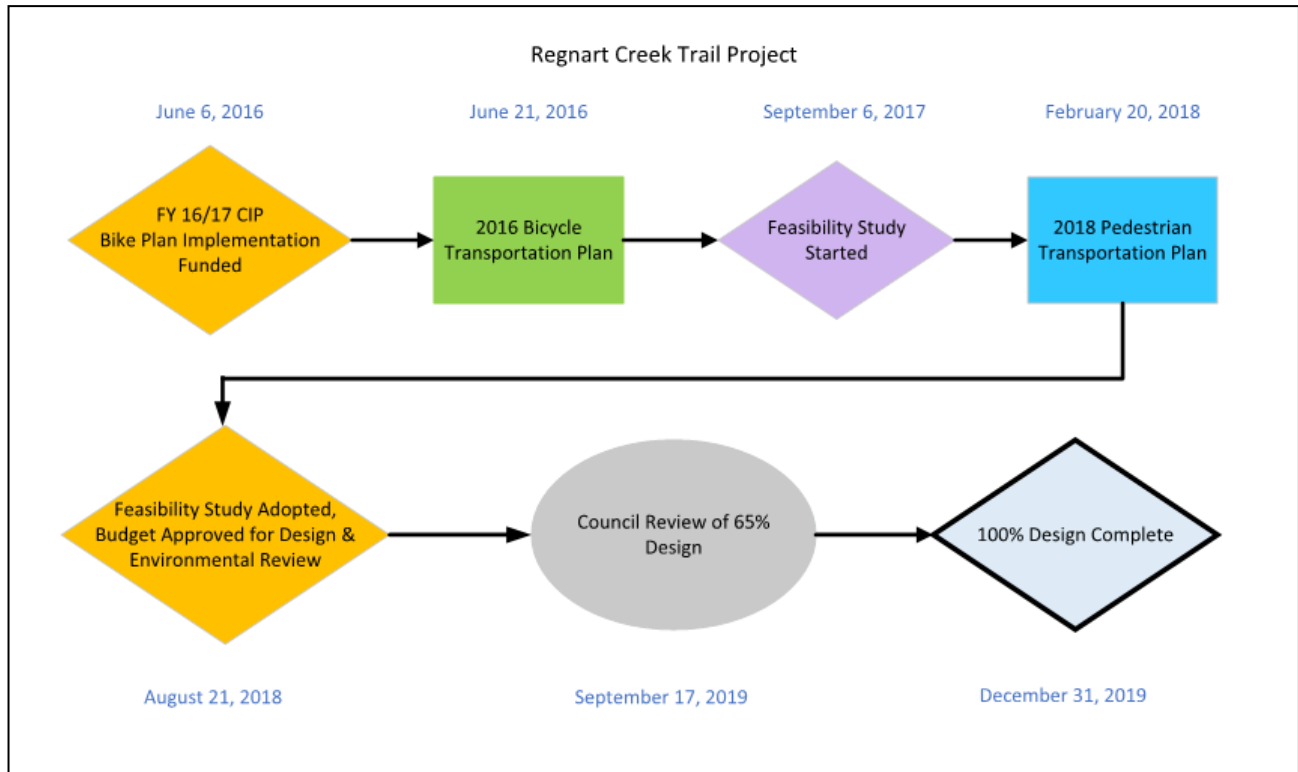 Regnart Creek Trail Project
June 6, 2016
June 21, 2016
September 6, 2017
February 20, 2018
FY 16/17 CIP
Bike Plan Implementation
Funded
2016 Bicycle
Transportation Plan
Feasibility Study
Started
2018 Pedestrian
Transportation Plan
Feasibility Study Adopted,
Budget Approved for Design &
Environmental Review
Council Review of 65%
Design
100% Design Complete
August 21, 2018
September 17, 2019
December 31, 2019